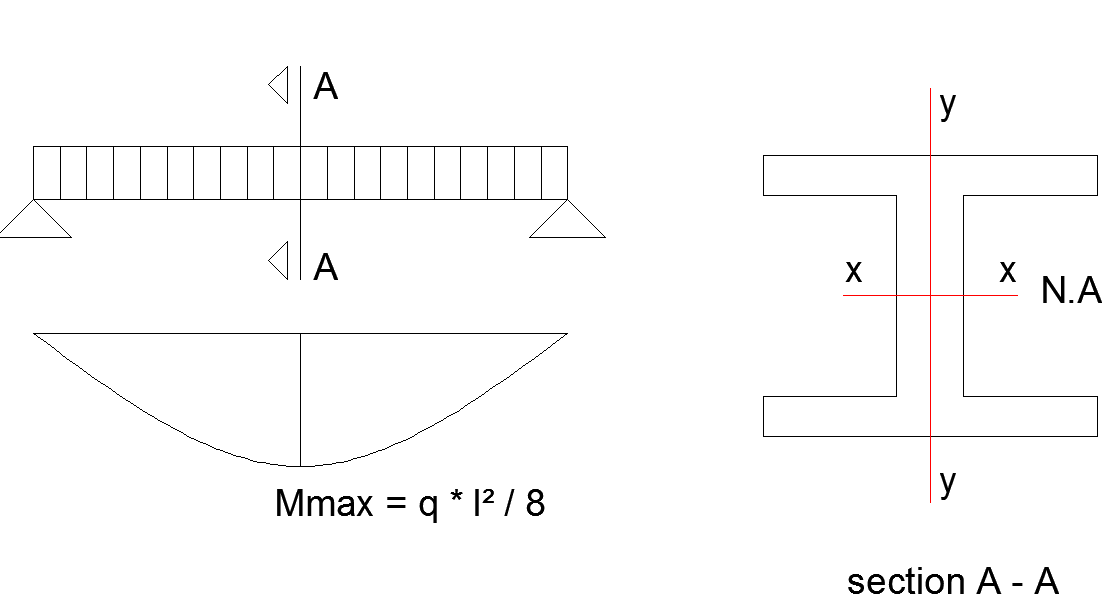 A
A
Mmax = q * l² / 8
y
x
x
N.A
y
section A - A